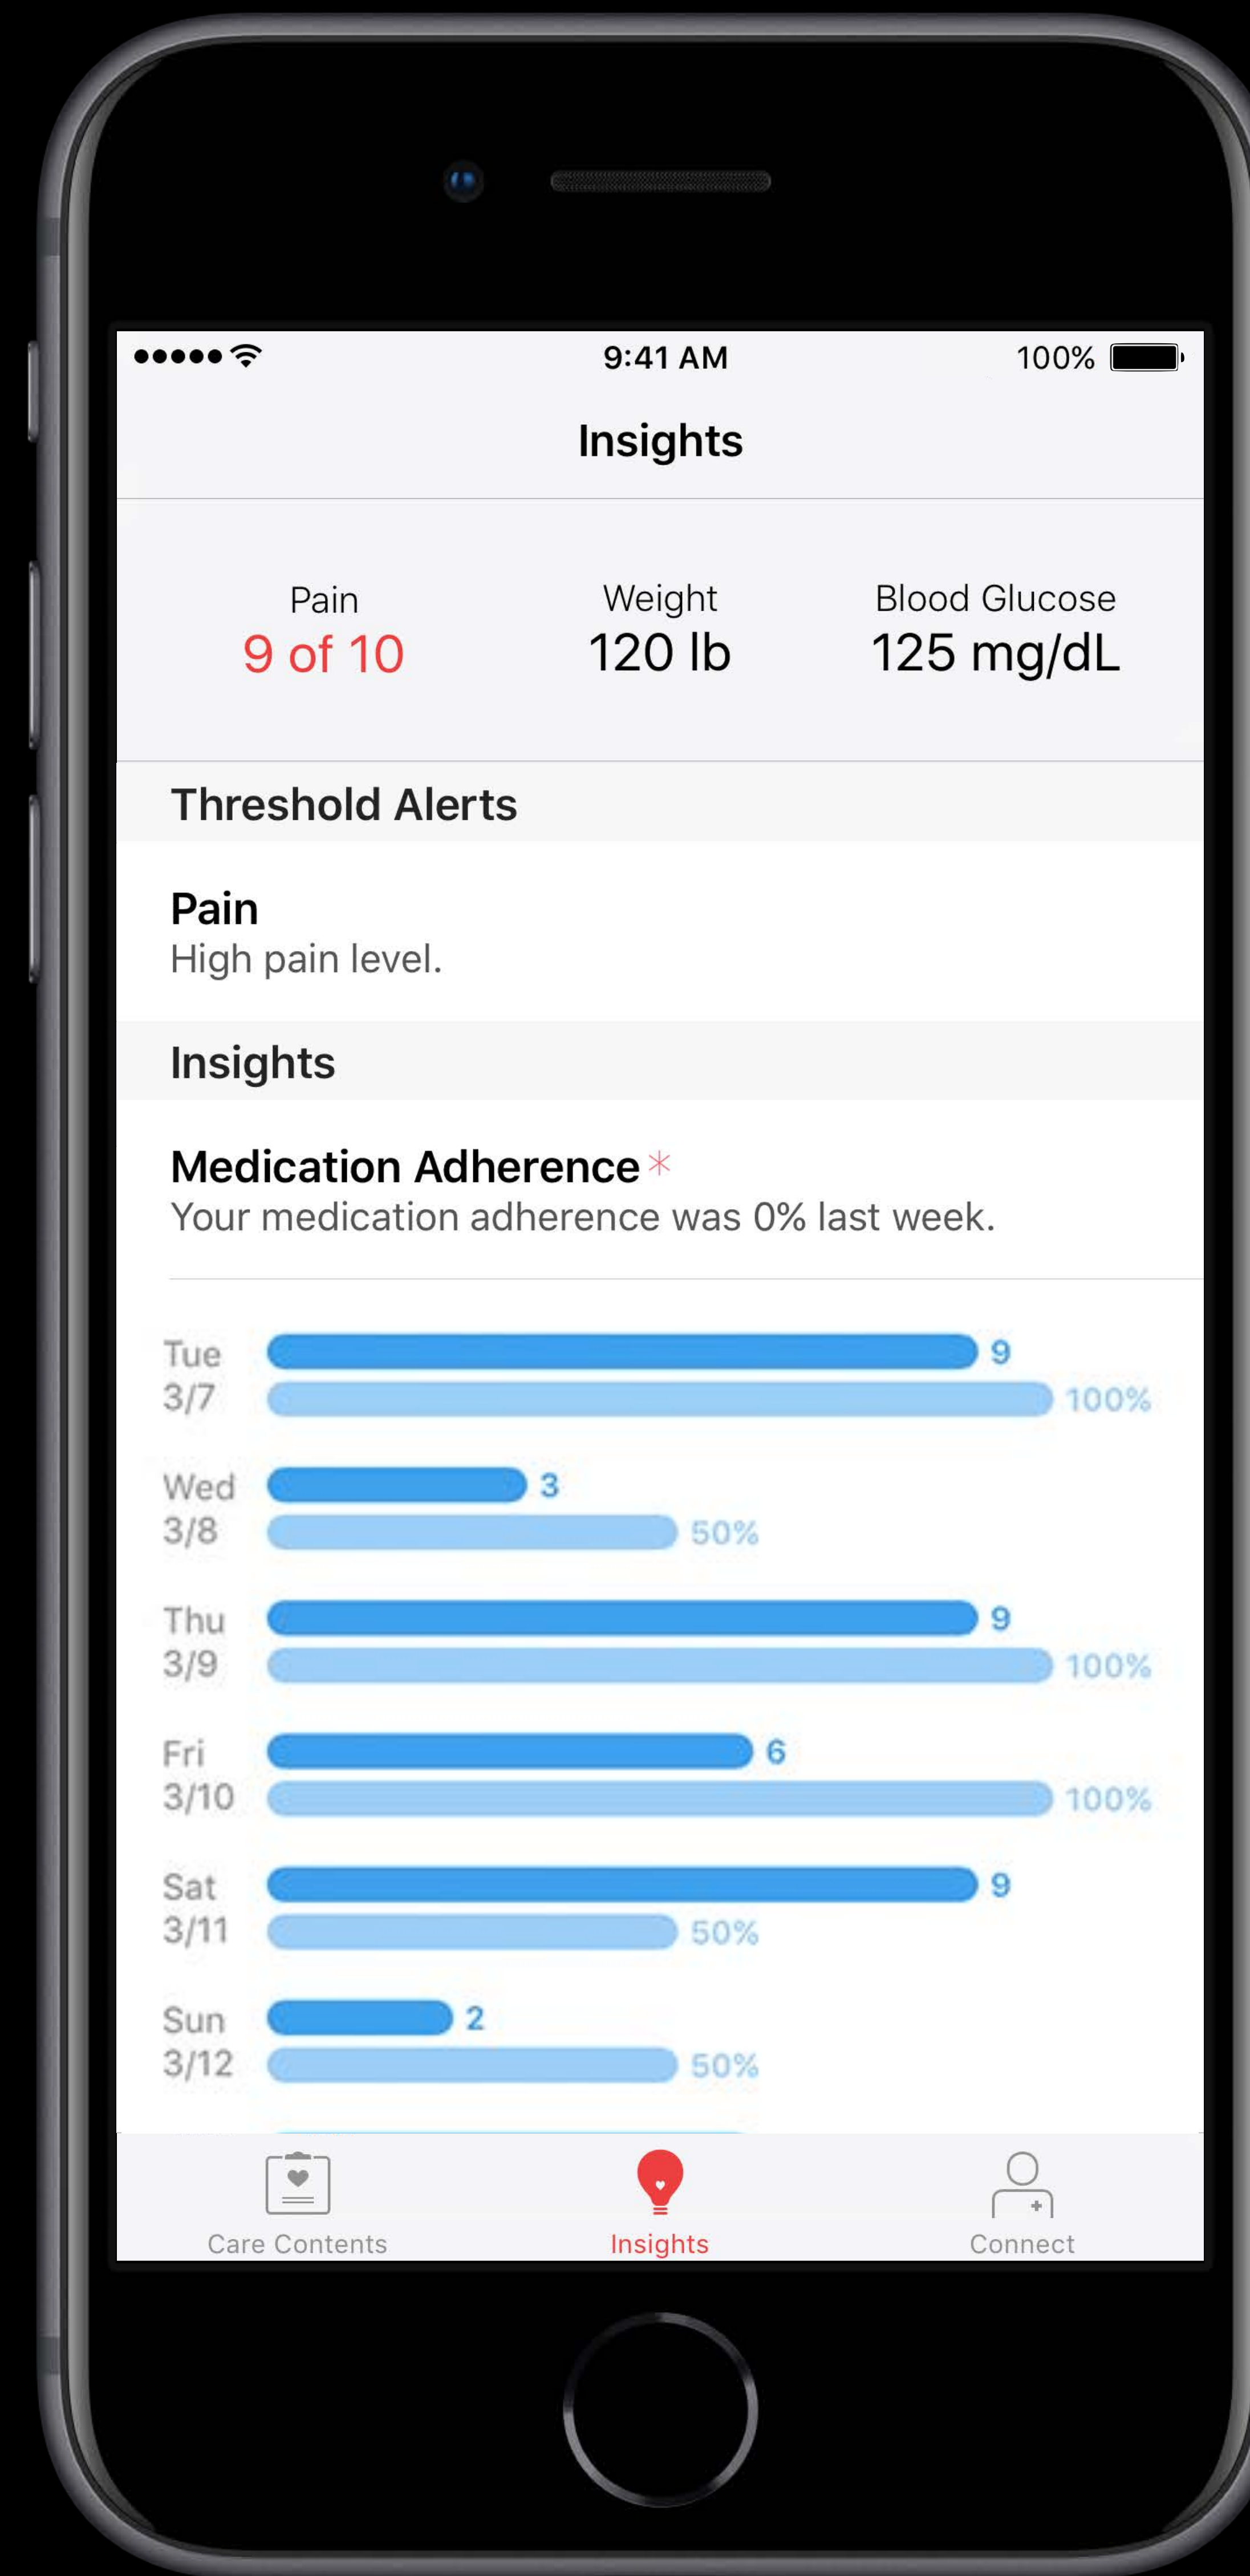 9:41 AM 100%
Insights
Pain Weight Blood Glucose
9 of 10 120 lb 125 mg/dL
Threshold Alerts
Pain
High pain level.
Insights
Medication Adherence *
Your medication adherence was 0% last week.
Tue 9
3/7 100%
Wed 3
3/8 50%
Thu 9
3/9 100%
Fri 6
3/10 100%
Sat 9
3/11 50%
Sun 2
3/12 50%
Care Contents Insights Connect